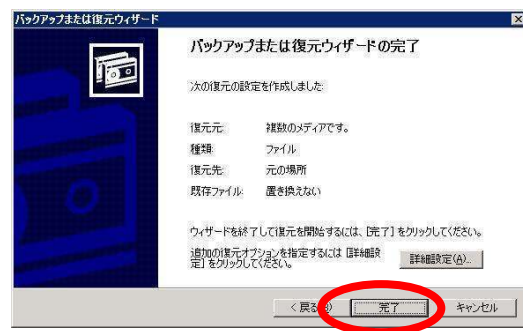 バックアップまたは復元ウィザード
バックアップまたは復元ウィザードの完了
次の復元の設定を作成しました:
復元元: 複数のメディアです。
種類: ファイル
復元先: 元の場所
既存ファイル: 置き換えない
ウィザードを終了して復元を開始するには、[完了] をクリックしてください。
追加の復元オプションを指定するには [詳細設
定] をクリックしてください。
詳細設定(A)...
< 戻る(B) 完了 キャンセル